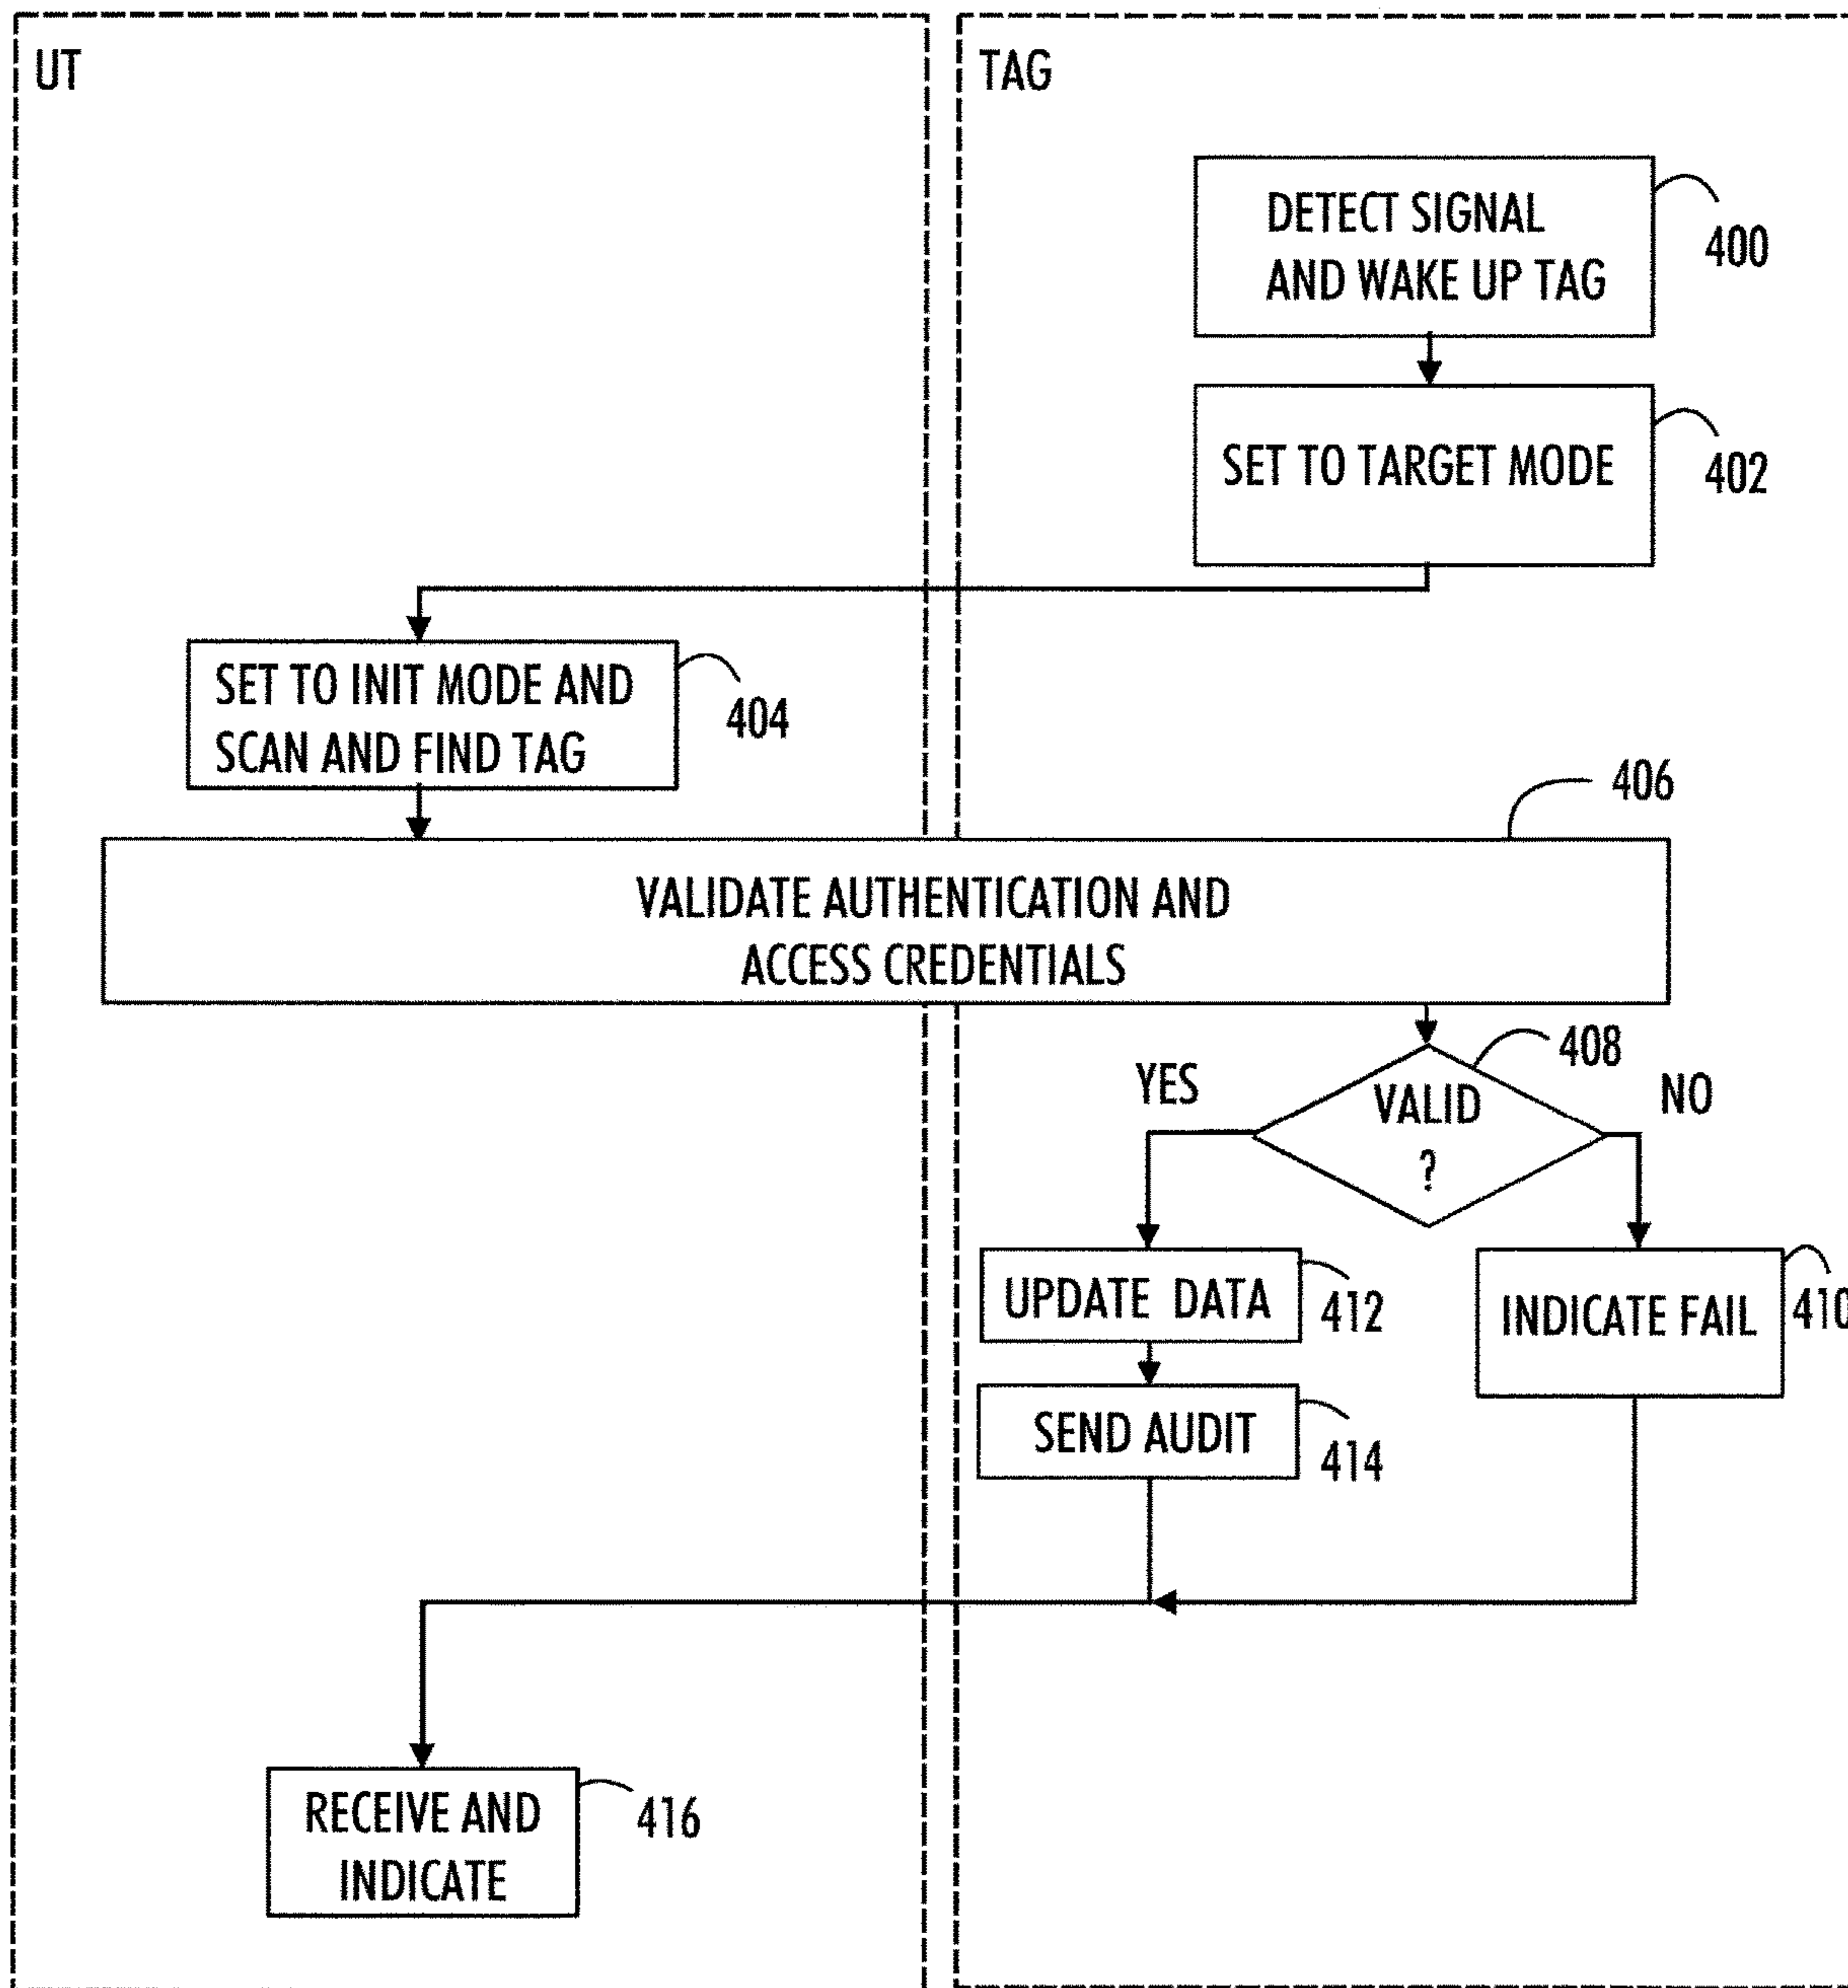 UT
TAG
DETECT SIGNAL
AND WAKE UP TAG
400
SET TO TARGET MODE
402
SET TO INIT MODE AND
SCAN AND FIND TAG
404
406
VALIDATE AUTHENTICATION AND
ACCESS CREDENTIALS
408
YES
VALID
?
NO
UPDATE DATA
412
INDICATE FAIL
410
SEND AUDIT
414
RECEIVE AND
INDICATE
416